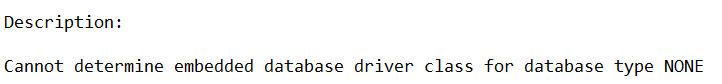 Description:
Cannot determine embedded database driver class for database type NONE